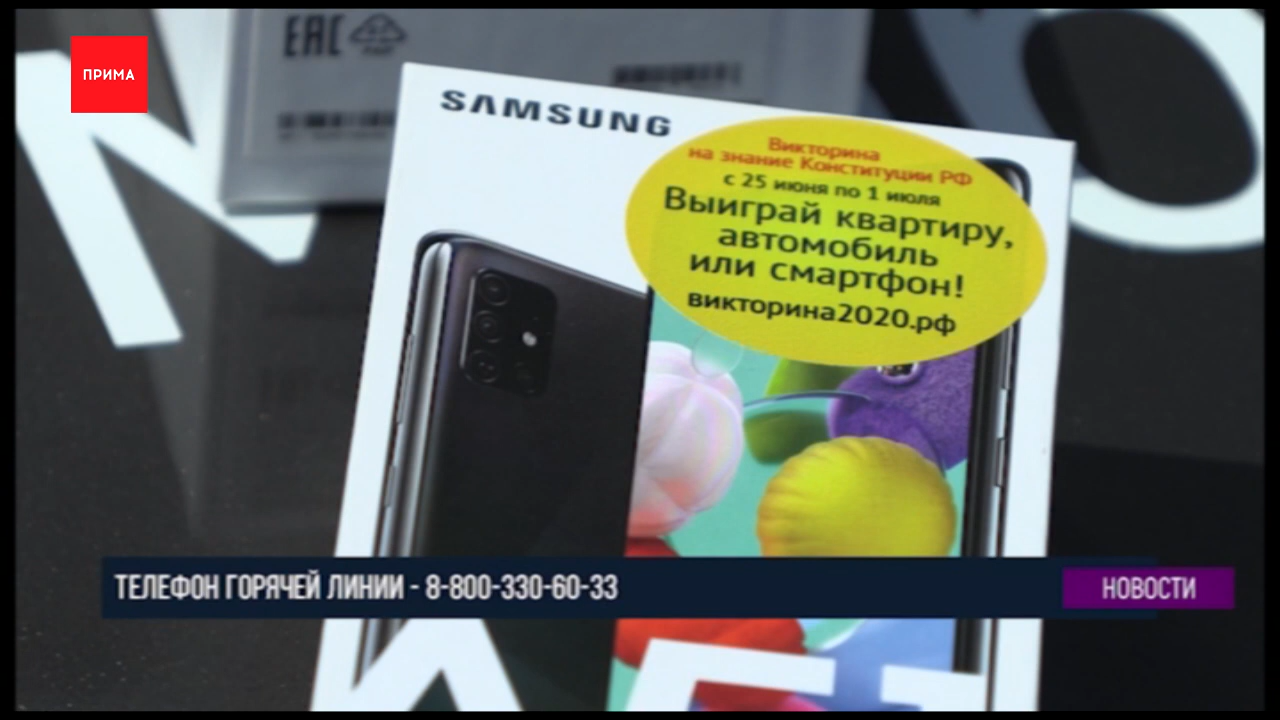 ПРИМА
EAC
SAMSUNG
Викторина
на знание Конституции РФ
с 25 июня по 1 июля
Выиграй квартиру,
автомобиль
или смартфон!
викторина2020.рф
ТЕЛЕФОН ГОРЯЧЕЙ ЛИНИИ - 8-800-330-60-33
НОВОСТИ